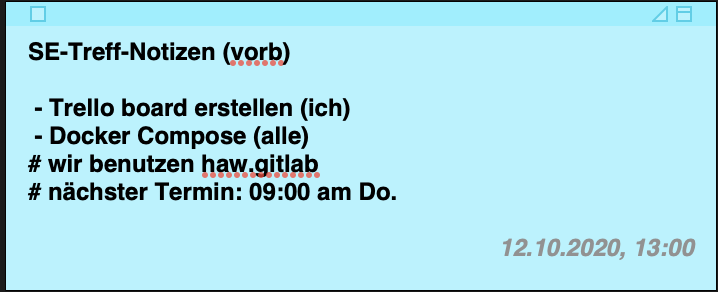 SE-Treff-Notizen (vorb)
- Trello board erstellen (ich)
- Docker Compose (alle)
# wir benutzen haw.gitlab
# nächster Termin: 09:00 am Do.
12.10.2020, 13:00